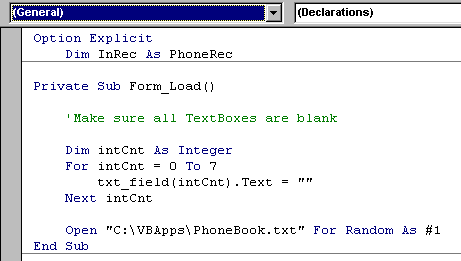 (General) (Declarations)
Option Explicit
Dim InRec As PhoneRec
Private Sub Form_Load()
'Make sure all TextBoxes are blank
Dim intCnt As Integer
For intCnt = 0 To 7
txt_field(intCnt).Text = ""
Next intCnt
Open "C:\VBApps\PhoneBook.txt" For Random As #1
End Sub